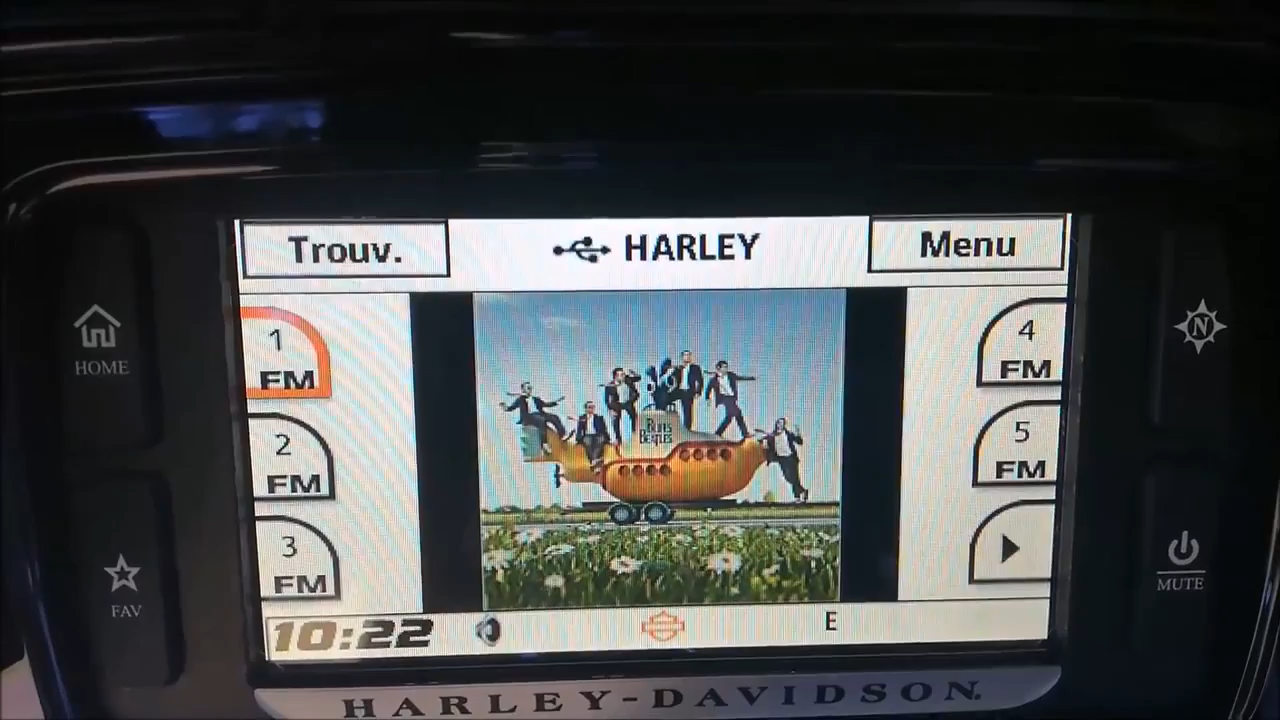 Trouv.
HARLEY
Menu
1
FM
2
FM
3
FM
4
FM
5
FM
HOME
FAV
N
MUTE
10:22
E
HARLEY-DAVIDSON.